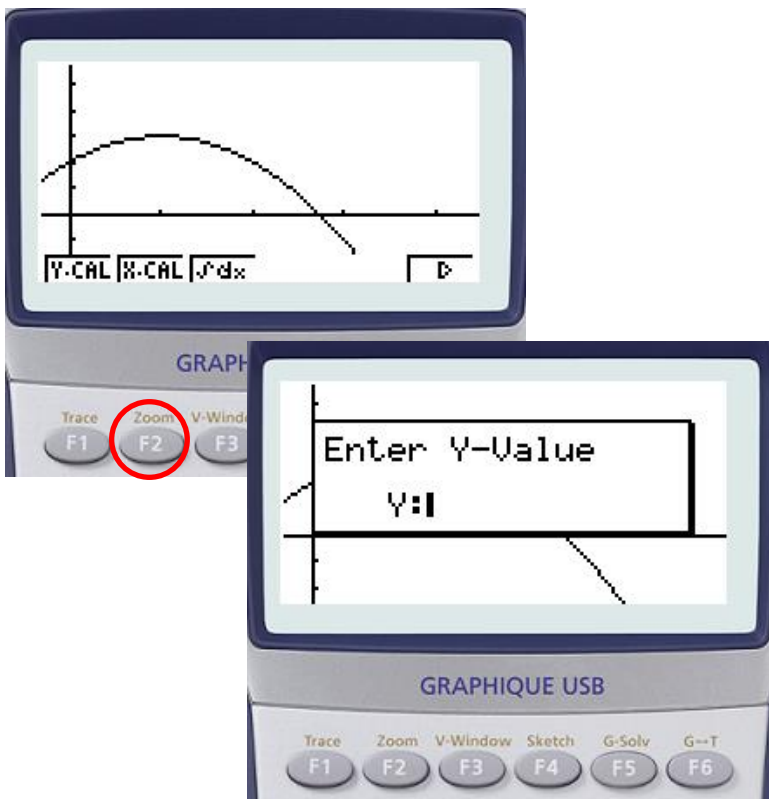 Y-CAL X-CAL ∫dx ▷
GRAPH
Trace Zoom V-Windo
F1 F2 F3
Enter Y-Value
Y:
GRAPHIQUE USB
Trace Zoom V-Window Sketch G-Solv G↔T
F1 F2 F3 F4 F5 F6